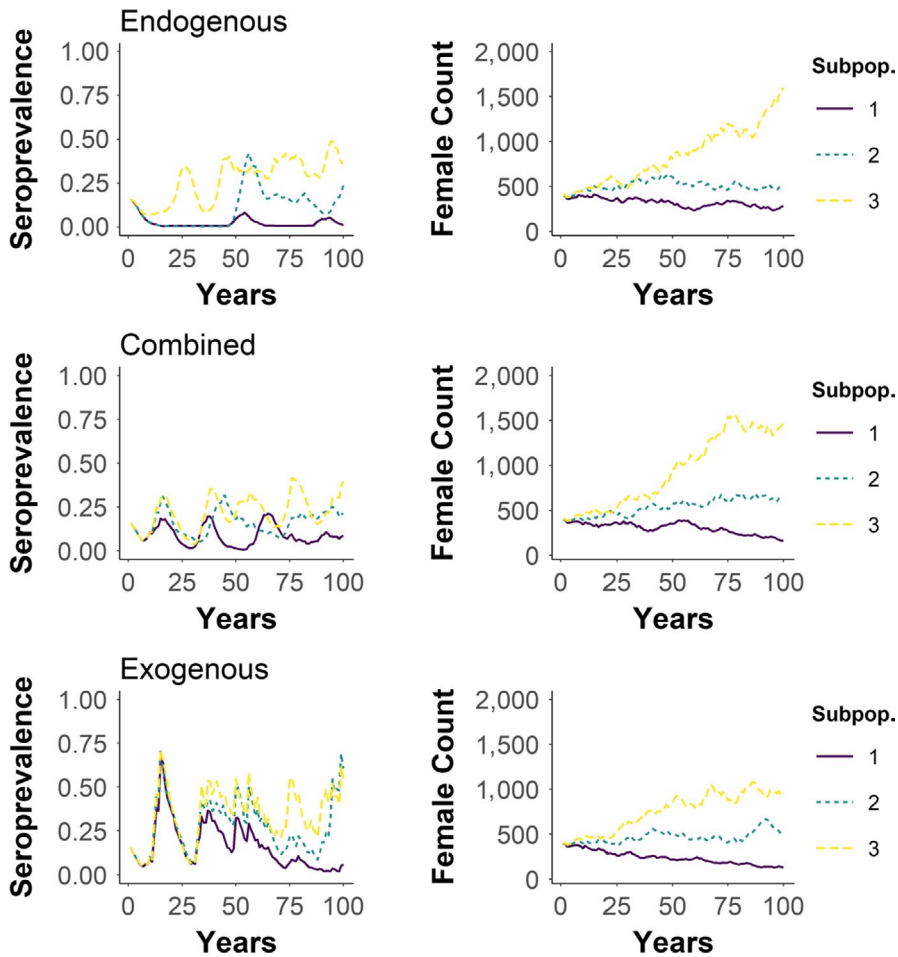 Endogenous
Seroprevalence
1.00
0.75
0.50
0.25
0.00
0 25 50 75 100
Years
Female Count
2,000
1,500
1,000
500
0
0 25 50 75 100
Years
Subpop.
1
2
3
Combined
Seroprevalence
1.00
0.75
0.50
0.25
0.00
0 25 50 75 100
Years
Female Count
2,000
1,500
1,000
500
0
0 25 50 75 100
Years
Subpop.
1
2
3
Exogenous
Seroprevalence
1.00
0.75
0.50
0.25
0.00
0 25 50 75 100
Years
Female Count
2,000
1,500
1,000
500
0
0 25 50 75 100
Years
Subpop.
1
2
3